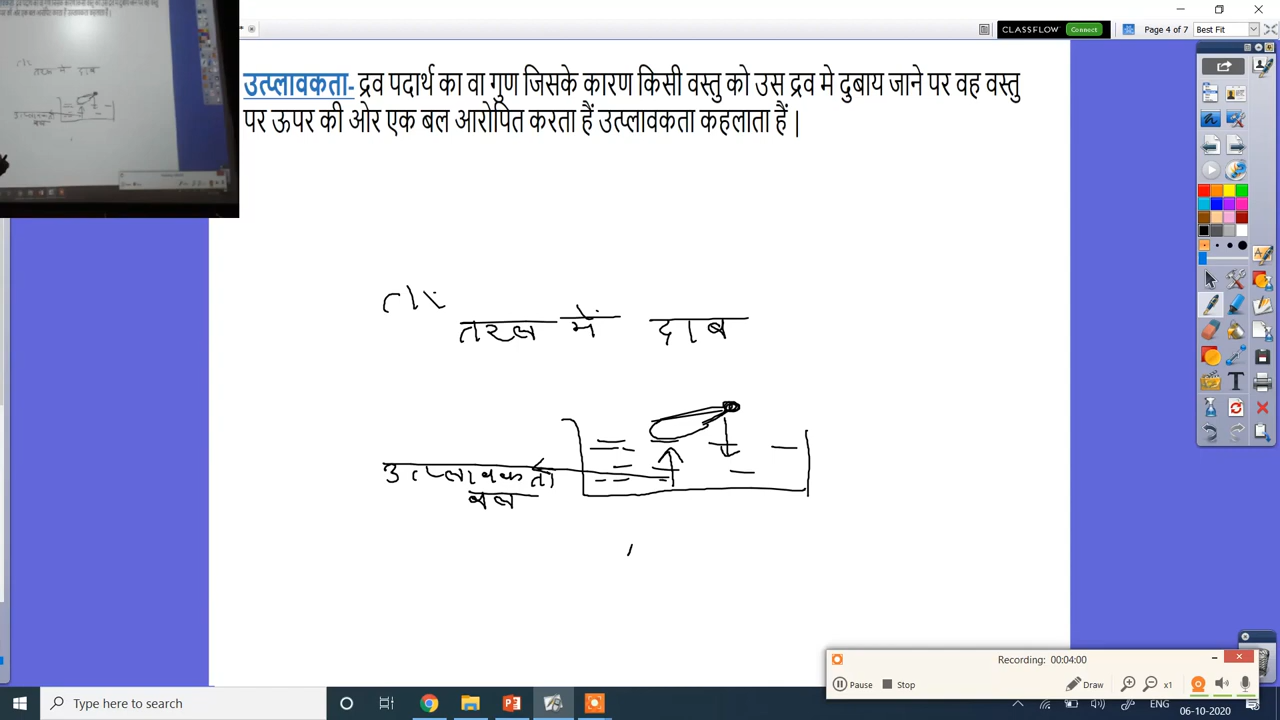 CLASSFLOW Connect Page 4 of 7 Best Fit
उत्प्लावकता- द्रव पदार्थ का वा गुण जिसके कारण किसी वस्तु को उस द्रव मे दुबाय जाने पर वह वस्तु
पर ऊपर की ओर एक बल आरोपित करता हैं उत्प्लावकता कहलाता हैं |
तरल में दाब
उत्प्लावकता
बल
Recording: 00:04:00
Pause Stop Draw x1
Type here to search
ENG 06-10-2020